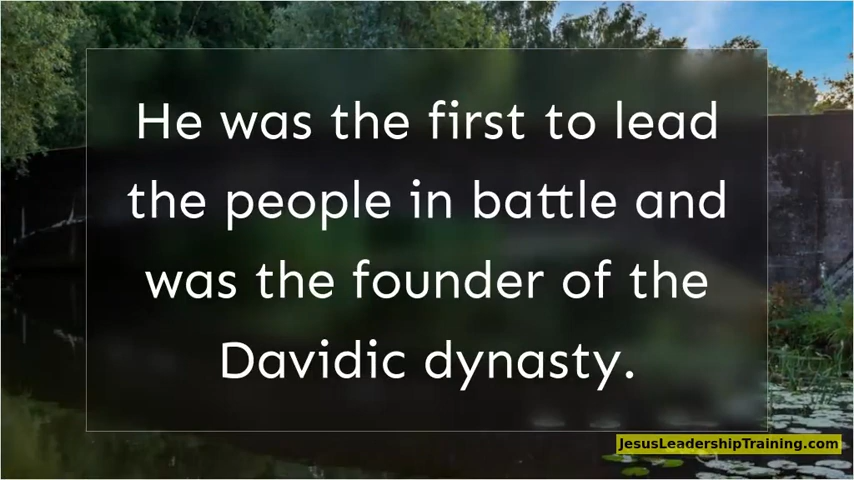 He was the first to lead
the people in battle and
was the founder of the
Davidic dynasty.
JesusLeadershipTraining.com